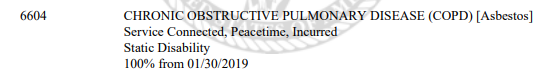 6604 CHRONIC OBSTRUCTIVE PULMONARY DISEASE (COPD) [Asbestos]
Service Connected, Peacetime, Incurred
Static Disability
100% from 01/30/2019